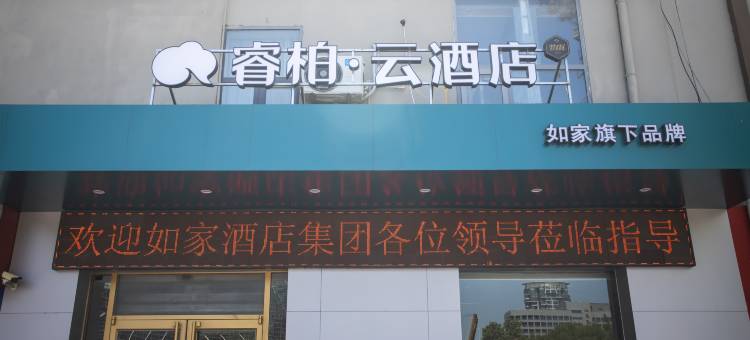 睿柏·云酒店
如家旗下品牌
欢迎如家酒店集团各位领导莅临指导